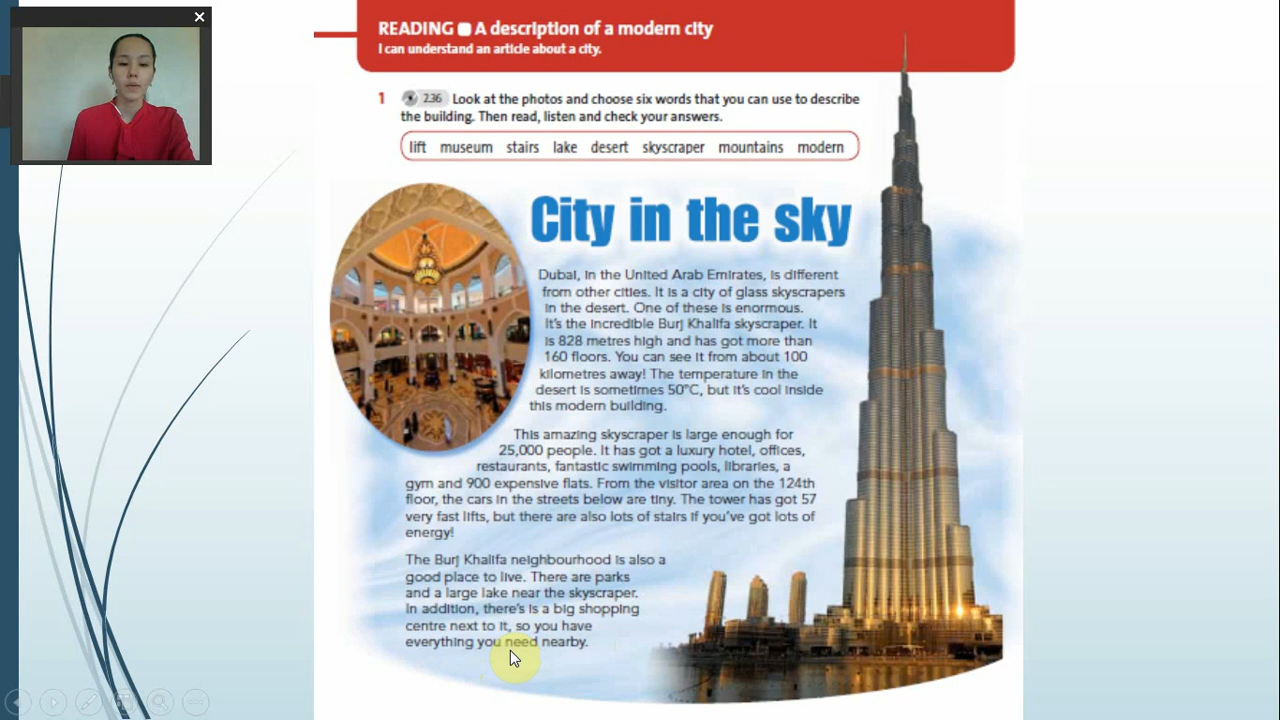 READING A description of a modern city
I can understand an article about a city.
1 2.36 Look at the photos and choose six words that you can use to describe
the building. Then read, listen and check your answers.
lift museum stairs lake desert skyscraper mountains modern
City in the sky
Dubai, in the United Arab Emirates, is different
from other cities. It is a city of glass skyscrapers
in the desert. One of these is enormous.
It's the incredible Burj Khalifa skyscraper. It
is 828 metres high and has got more than
160 floors. You can see it from about 100
kilometres away! The temperature in the
desert is sometimes 50°C, but it's cool inside
this modern building.
This amazing skyscraper is large enough for
25,000 people. It has got a luxury hotel, offices,
restaurants, fantastic swimming pools, libraries, a
gym and 900 expensive flats. From the visitor area on the 124th
floor, the cars in the streets below are tiny. The tower has got 57
very fast lifts, but there are also lots of stairs if you've got lots of
energy!
The Burj Khalifa neighbourhood is also a
good place to live. There are parks
and a large lake near the skyscraper.
In addition, there's is a big shopping
centre next to it, so you have
everything you need nearby.